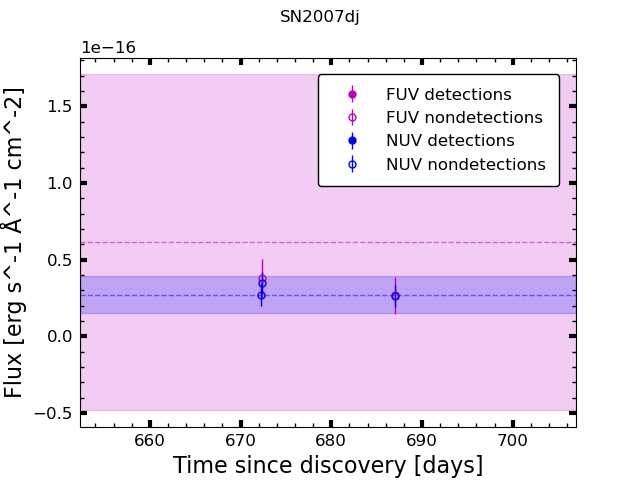 SN2007dj
1e−16
1.5
1.0
0.5
0.0
−0.5
Flux [erg s^-1 Å^-1 cm^-2]
FUV detections
FUV nondetections
NUV detections
NUV nondetections
660 670 680 690 700
Time since discovery [days]